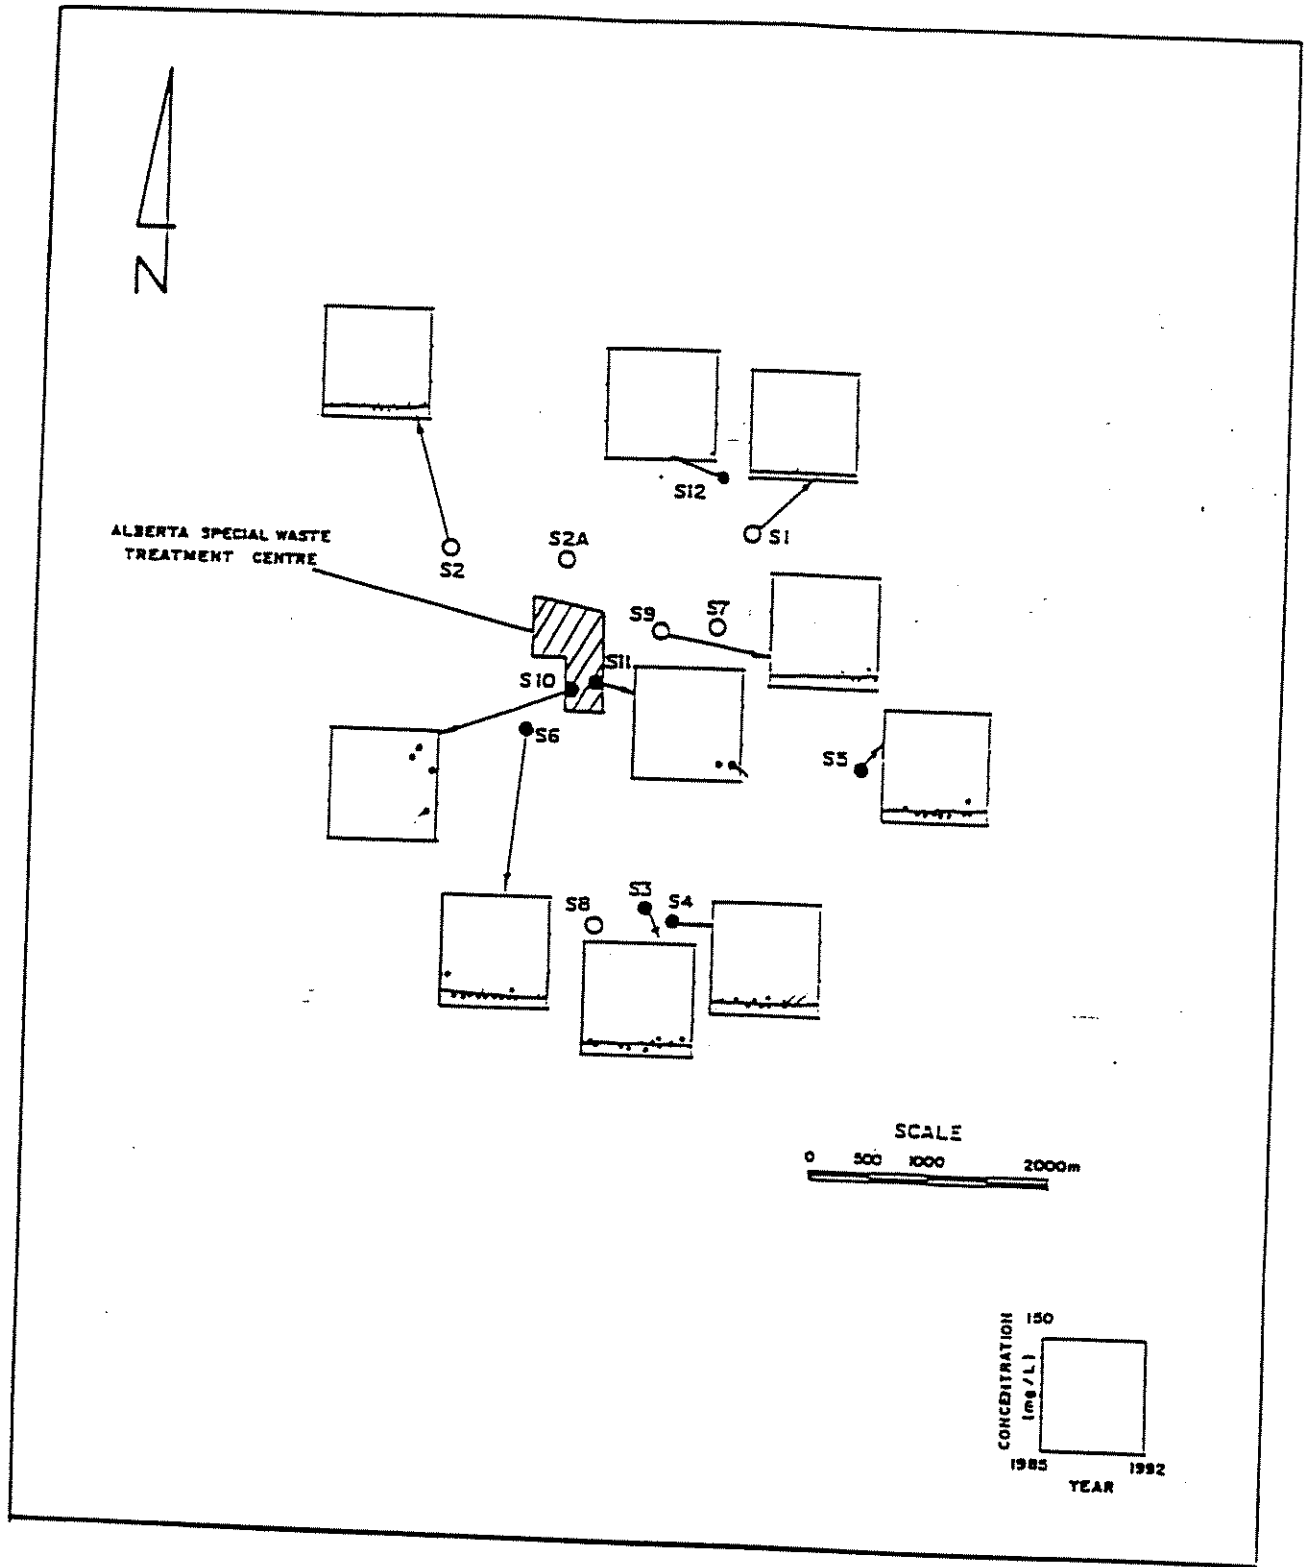 N
S12
S1
ALBERTA SPECIAL WASTE
TREATMENT CENTRE
S2
S2A
S9
S7
S11
S10
S6
S5
S3
S4
S8
SCALE
0 500 1000 2000m
CONCENTRATION
(mg/L)
150
1985 1992
YEAR